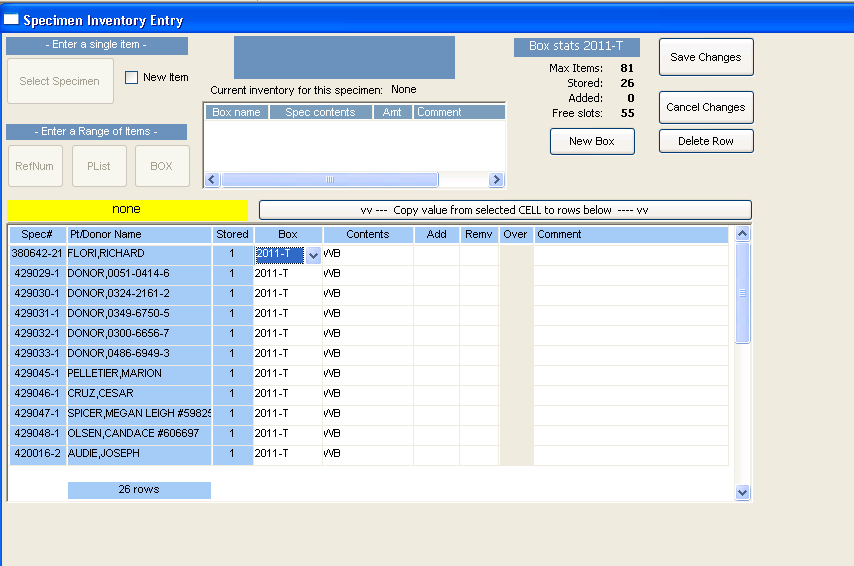 Specimen Inventory Entry
- Enter a single item -
Select Specimen
New Item
- Enter a Range of Items -
RefNum PList BOX
Current inventory for this specimen: None
Box name Spec contents Amt Comment
Box stats 2011-T
Max Items: 81
Stored: 26
Added: 0
Free slots: 55
New Box
Save Changes
Cancel Changes
Delete Row
none
vv --- Copy value from selected CELL to rows below ---- vv
Spec# Pt/Donor Name Stored Box Contents Add Remv Over Comment
380642-21 FLORI,RICHARD 1 2011-T WB
429029-1 DONOR,0051-0414-6 1 2011-T WB
429030-1 DONOR,0324-2161-2 1 2011-T WB
429031-1 DONOR,0349-6750-5 1 2011-T WB
429032-1 DONOR,0300-6656-7 1 2011-T WB
429033-1 DONOR,0486-6949-3 1 2011-T WB
429045-1 PELLETIER,MARION 1 2011-T WB
429046-1 CRUZ,CESAR 1 2011-T WB
429047-1 SPICER,MEGAN LEIGH #59825 1 2011-T WB
429048-1 OLSEN,CANDACE #606697 1 2011-T WB
420016-2 AUDIE,JOSEPH 1 2011-T WB
26 rows